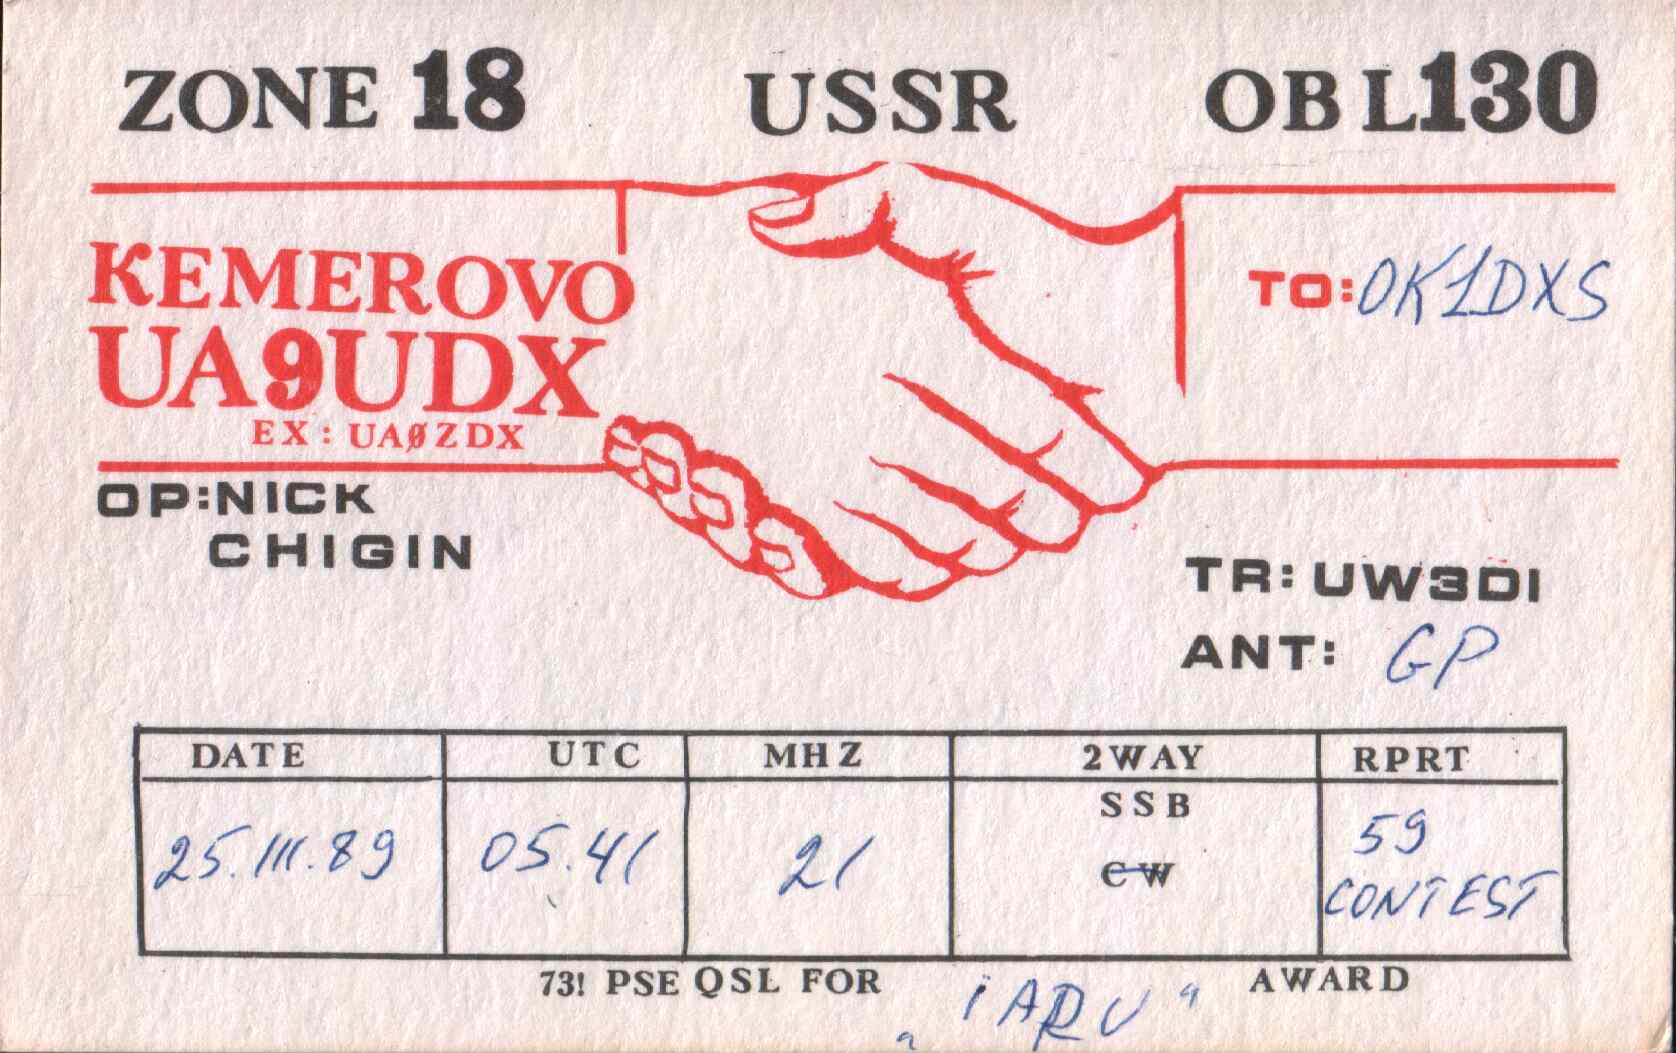 ZONE 18 USSR OBL130
KEMEROVO
UA9UDX
EX: UAØZDX
TO: OK1DXS
OP: NICK
CHIGIN
TR: UW3DI
ANT: GP
DATE UTC MHZ 2WAY RPRT
SSB
25.III.89 05.41 21 CW 59
CONTEST
73! PSE QSL FOR „IARU“ AWARD